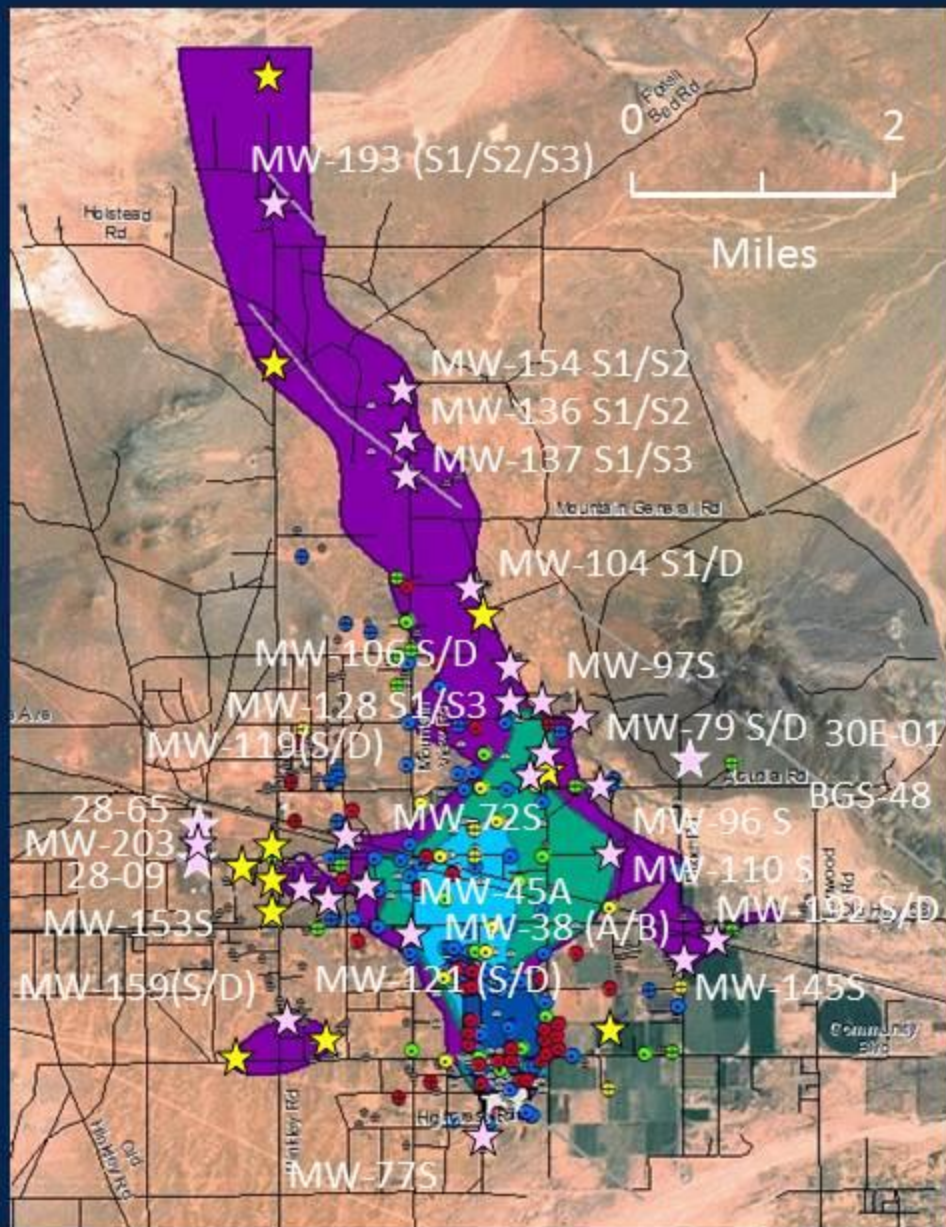 Fossil
Bed Rd
0 2
MW-193 (S1/S2/S3)
Holstead
Rd
Miles
MW-154 S1/S2
MW-136 S1/S2
MW-137 S1/S3
Mountain General Rd
MW-104 S1/D
MW-106 S/D
MW-97S
MW-128 S1/S3
MW-79 S/D
30E-01
MW-119(S/D)
Acadia Rd
BGS-48
28-65
MW-72S
MW-96 S
MW-203
28-09
MW-110 S
MW-45A
MW-192 S/D
MW-153S
MW-38 (A/B)
MW-159(S/D)
MW-121 (S/D)
MW-145S
Community
Blvd
Hinkley Rd
Old
Hinkley Rd
MW-77S